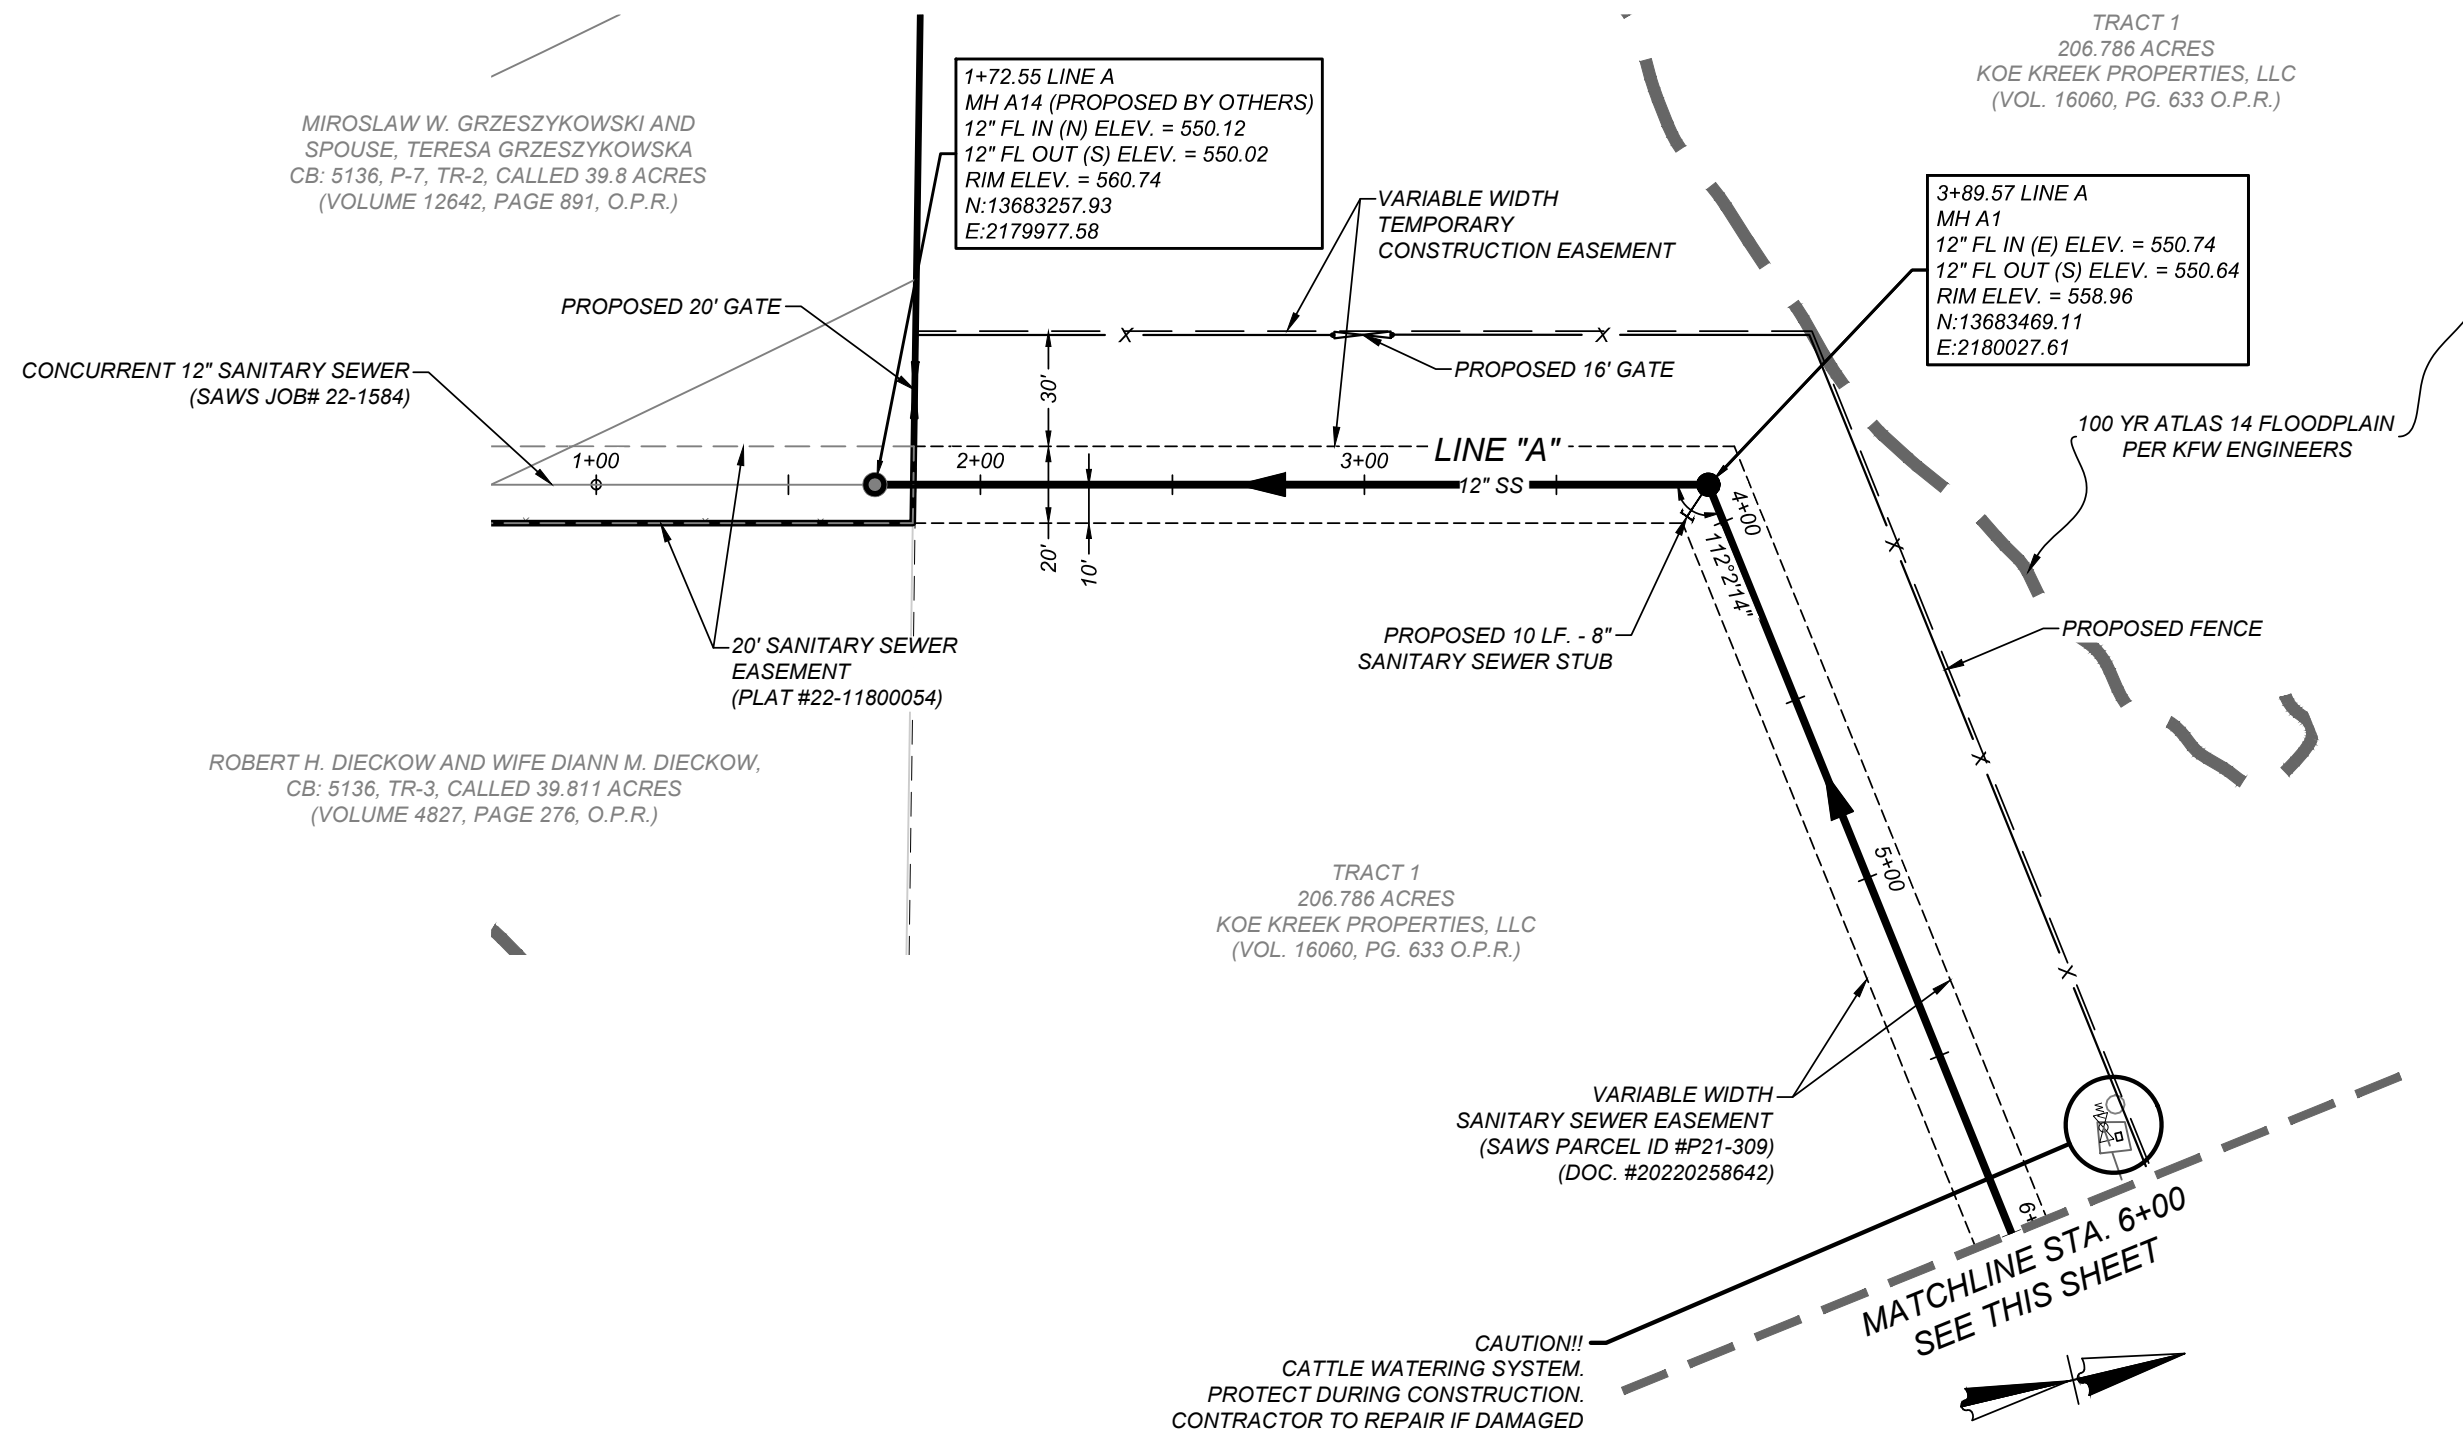 TRACT 1
206.786 ACRES
KOE KREEK PROPERTIES, LLC
(VOL. 16060, PG. 633 O.P.R.)
MIROSLAW W. GRZESZYKOWSKI AND
SPOUSE, TERESA GRZESZYKOWSKA
CB: 5136, P-7, TR-2, CALLED 39.8 ACRES
(VOLUME 12642, PAGE 891, O.P.R.)
1+72.55 LINE A
MH A14 (PROPOSED BY OTHERS)
12" FL IN (N) ELEV. = 550.12
12" FL OUT (S) ELEV. = 550.02
RIM ELEV. = 560.74
N:13683257.93
E:2179977.58
VARIABLE WIDTH
TEMPORARY
CONSTRUCTION EASEMENT
3+89.57 LINE A
MH A1
12" FL IN (E) ELEV. = 550.74
12" FL OUT (S) ELEV. = 550.64
RIM ELEV. = 558.96
N:13683469.11
E:2180027.61
PROPOSED 20' GATE
CONCURRENT 12" SANITARY SEWER
(SAWS JOB# 22-1584)
X
X
PROPOSED 16' GATE
30'
100 YR ATLAS 14 FLOODPLAIN
PER KFW ENGINEERS
1+00
2+00
3+00
LINE "A"
12" SS
4+00
112°2'14"
20'
10'
X
20' SANITARY SEWER
EASEMENT
(PLAT #22-11800054)
PROPOSED 10 LF. - 8"
SANITARY SEWER STUB
PROPOSED FENCE
X
ROBERT H. DIECKOW AND WIFE DIANN M. DIECKOW,
CB: 5136, TR-3, CALLED 39.811 ACRES
(VOLUME 4827, PAGE 276, O.P.R.)
TRACT 1
206.786 ACRES
KOE KREEK PROPERTIES, LLC
(VOL. 16060, PG. 633 O.P.R.)
5+00
X
VARIABLE WIDTH
SANITARY SEWER EASEMENT
(SAWS PARCEL ID #P21-309)
(DOC. #20220258642)
6+
MATCHLINE STA. 6+00
SEE THIS SHEET
CAUTION!!
CATTLE WATERING SYSTEM.
PROTECT DURING CONSTRUCTION.
CONTRACTOR TO REPAIR IF DAMAGED